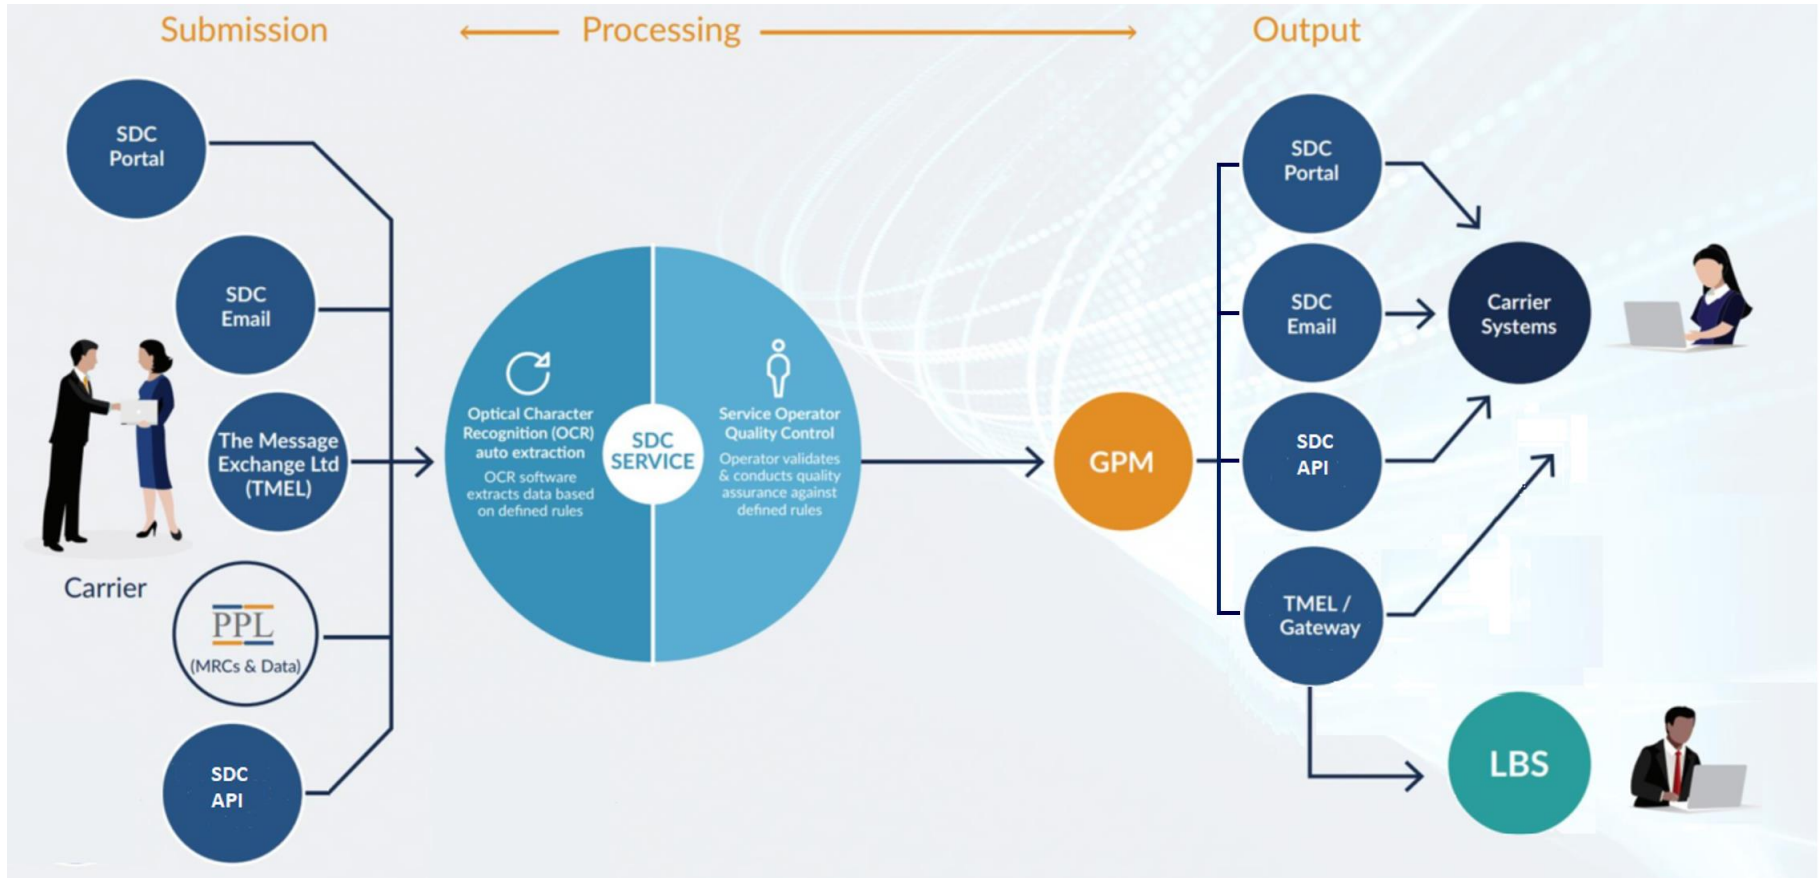 Submission
Processing
Output
SDC
Portal
SDC
Email
The Message
Exchange Ltd
(TMEL)
Carrier
PPL
(MRCs & Data)
SDC
API
Optical Character
Recognition (OCR)
auto extraction
OCR software
extracts data based
on defined rules
SDC
SERVICE
Service Operator
Quality Control
Operator validates
& conducts quality
assurance against
defined rules
GPM
SDC
Portal
SDC
Email
SDC
API
TMEL /
Gateway
Carrier
Systems
LBS